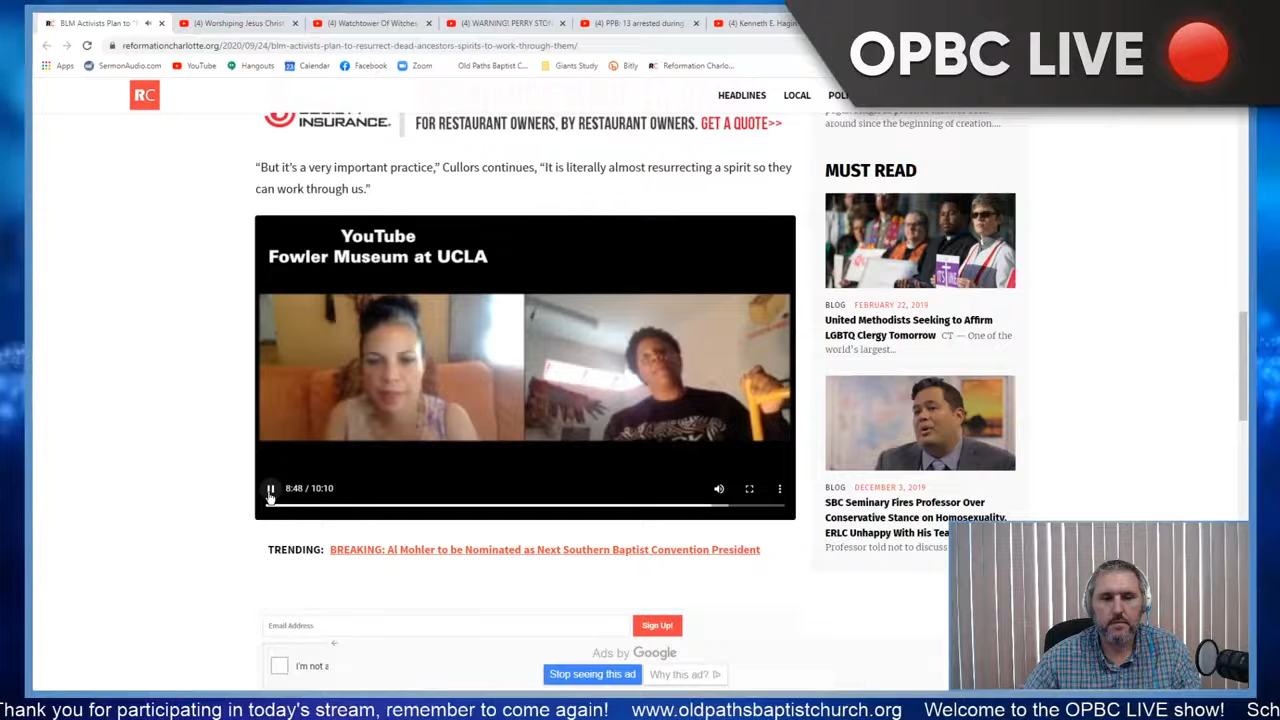 BLM Activists Plan to "
(4) Worshiping Jesus Christ
(4) Watchtower Of Witches
(4) WARNING! PERRY STON
(4) PPB: 13 arrested during
(4) Kenneth E. Hagin
OPBC LIVE
reformationcharlotte.org/2020/09/24/blm-activists-plan-to-resurrect-dead-ancestors-spirits-to-work-through-them/
Apps
SermonAudio.com
YouTube
Hangouts
Calendar
Facebook
Zoom
Old Paths Baptist C...
Giants Study
Bitly
Reformation Charlo...
RC
HEADLINES
LOCAL
INSURANCE.
FOR RESTAURANT OWNERS, BY RESTAURANT OWNERS. GET A QUOTE>>
around since the beginning of creation....
“But it’s a very important practice,” Cullors continues, “It is literally almost resurrecting a spirit so they
can work through us.”
MUST READ
YouTube
Fowler Museum at UCLA
8:48 / 10:10
BLOG FEBRUARY 22, 2019
United Methodists Seeking to Affirm
LGBTQ Clergy Tomorrow CT — One of the
world’s largest...
BLOG DECEMBER 3, 2019
SBC Seminary Fires Professor Over
Conservative Stance on Homosexuality,
ERLC Unhappy With His
Professor told not to discuss
TRENDING: BREAKING: Al Mohler to be Nominated as Next Southern Baptist Convention President
Email Address
Sign Up!
I'm not a
Ads by Google
Stop seeing this ad
Why this ad?
Thank you for participating in today's stream, remember to come again! www.oldpathsbaptistchurch.org Welcome to the OPBC LIVE show!